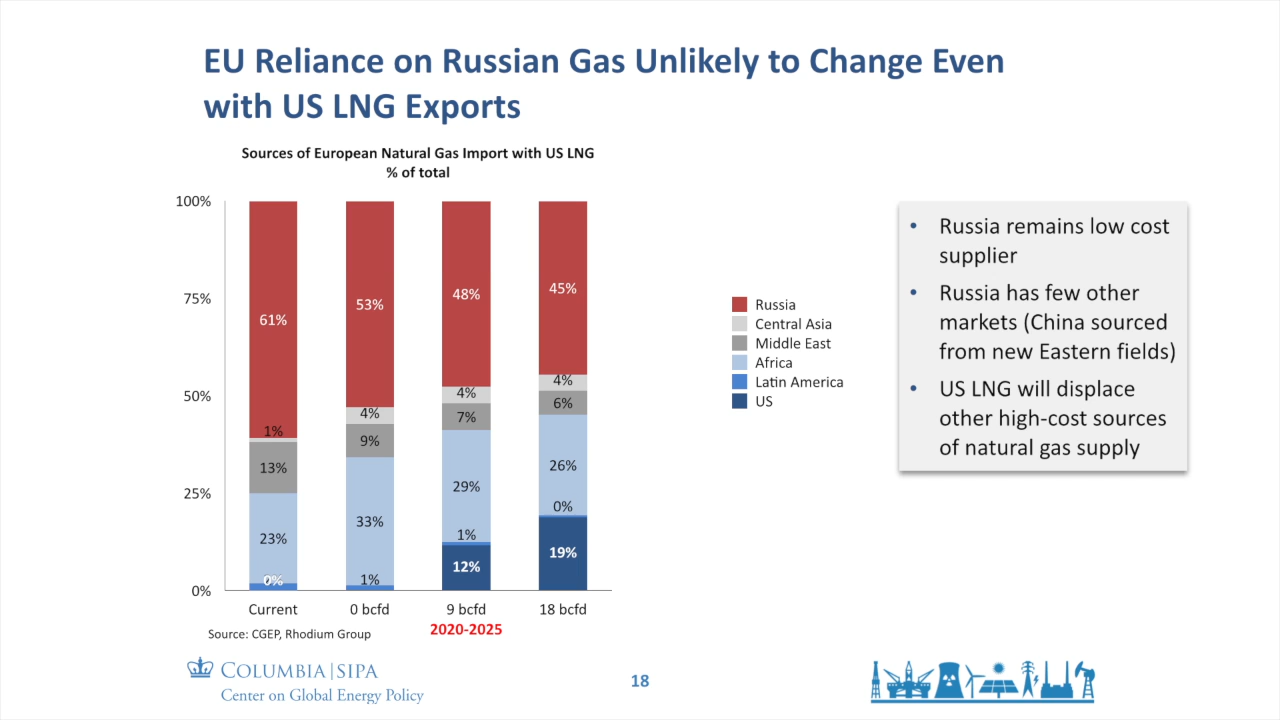 EU Reliance on Russian Gas Unlikely to Change Even
with US LNG Exports
Sources of European Natural Gas Import with US LNG
% of total
100%
75%
50%
25%
0%
61%
1%
13%
23%
0%
53%
4%
9%
33%
1%
48%
4%
7%
29%
1%
12%
45%
4%
6%
26%
0%
19%
Current
0 bcfd
9 bcfd
18 bcfd
2020-2025
Source: CGEP, Rhodium Group
Russia
Central Asia
Middle East
Africa
Latin America
US
• Russia remains low cost
supplier
• Russia has few other
markets (China sourced
from new Eastern fields)
• US LNG will displace
other high-cost sources
of natural gas supply
COLUMBIA | SIPA
Center on Global Energy Policy
18